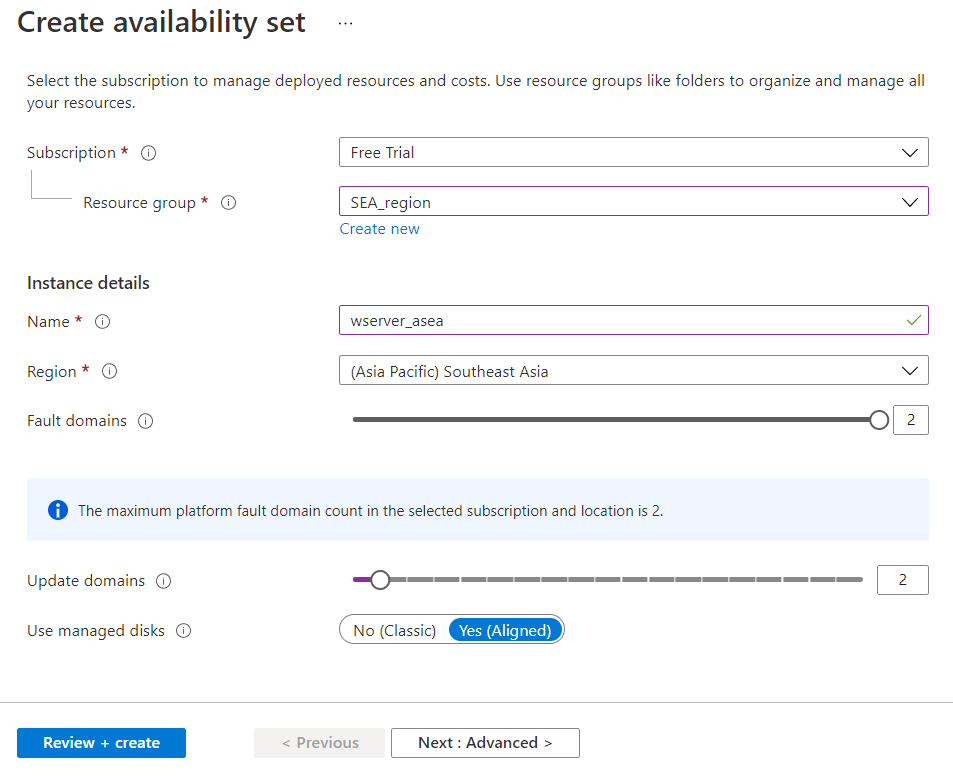 Create availability set ...
Select the subscription to manage deployed resources and costs. Use resource groups like folders to organize and manage all
your resources.
Subscription *
Free Trial
Resource group *
SEA_region
Create new
Instance details
Name *
wserver_asea
Region *
(Asia Pacific) Southeast Asia
Fault domains
2
The maximum platform fault domain count in the selected subscription and location is 2.
Update domains
2
Use managed disks
No (Classic)
Yes (Aligned)
Review + create
< Previous
Next : Advanced >